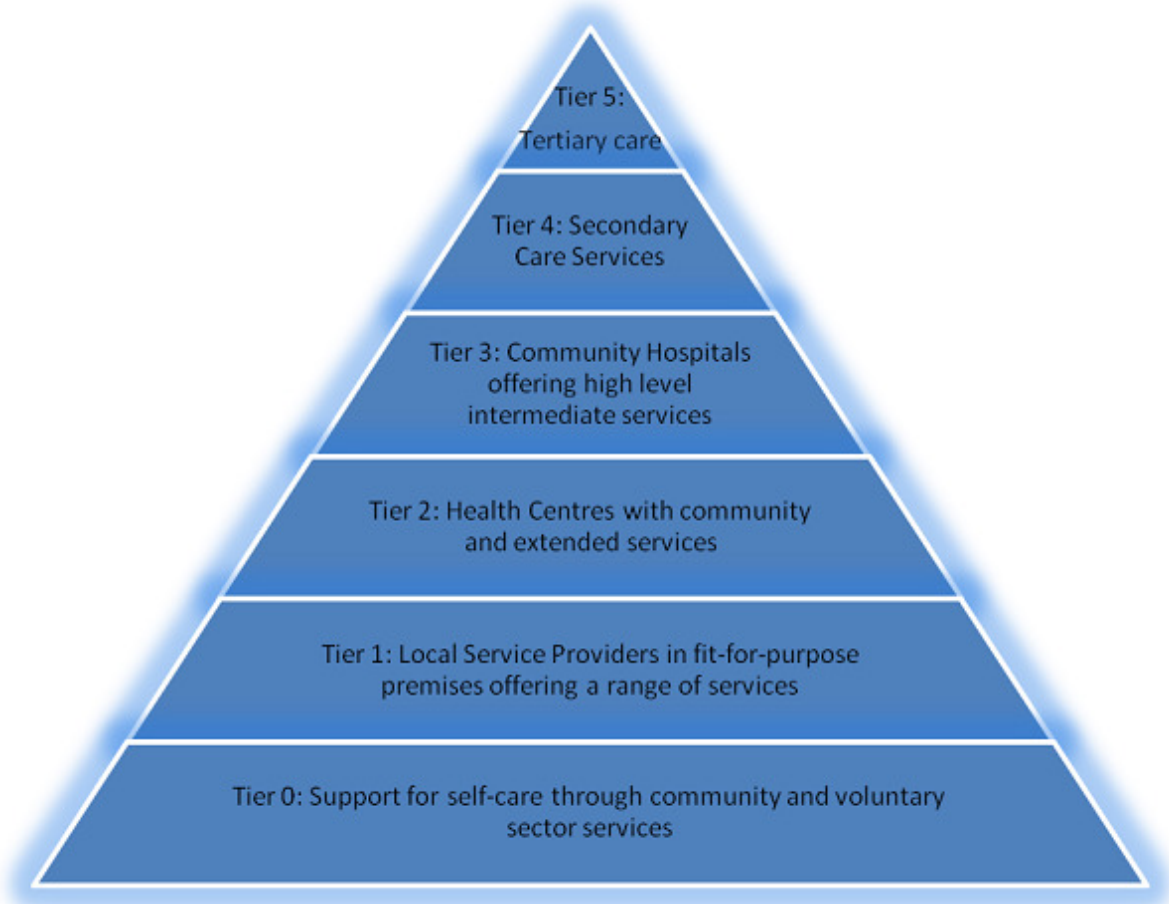 Tier 5:
Tertiary care
Tier 4: Secondary
Care Services
Tier 3: Community Hospitals
offering high level
intermediate services
Tier 2: Health Centres with community
and extended services
Tier 1: Local Service Providers in fit-for-purpose
premises offering a range of services
Tier 0: Support for self-care through community and voluntary
sector services